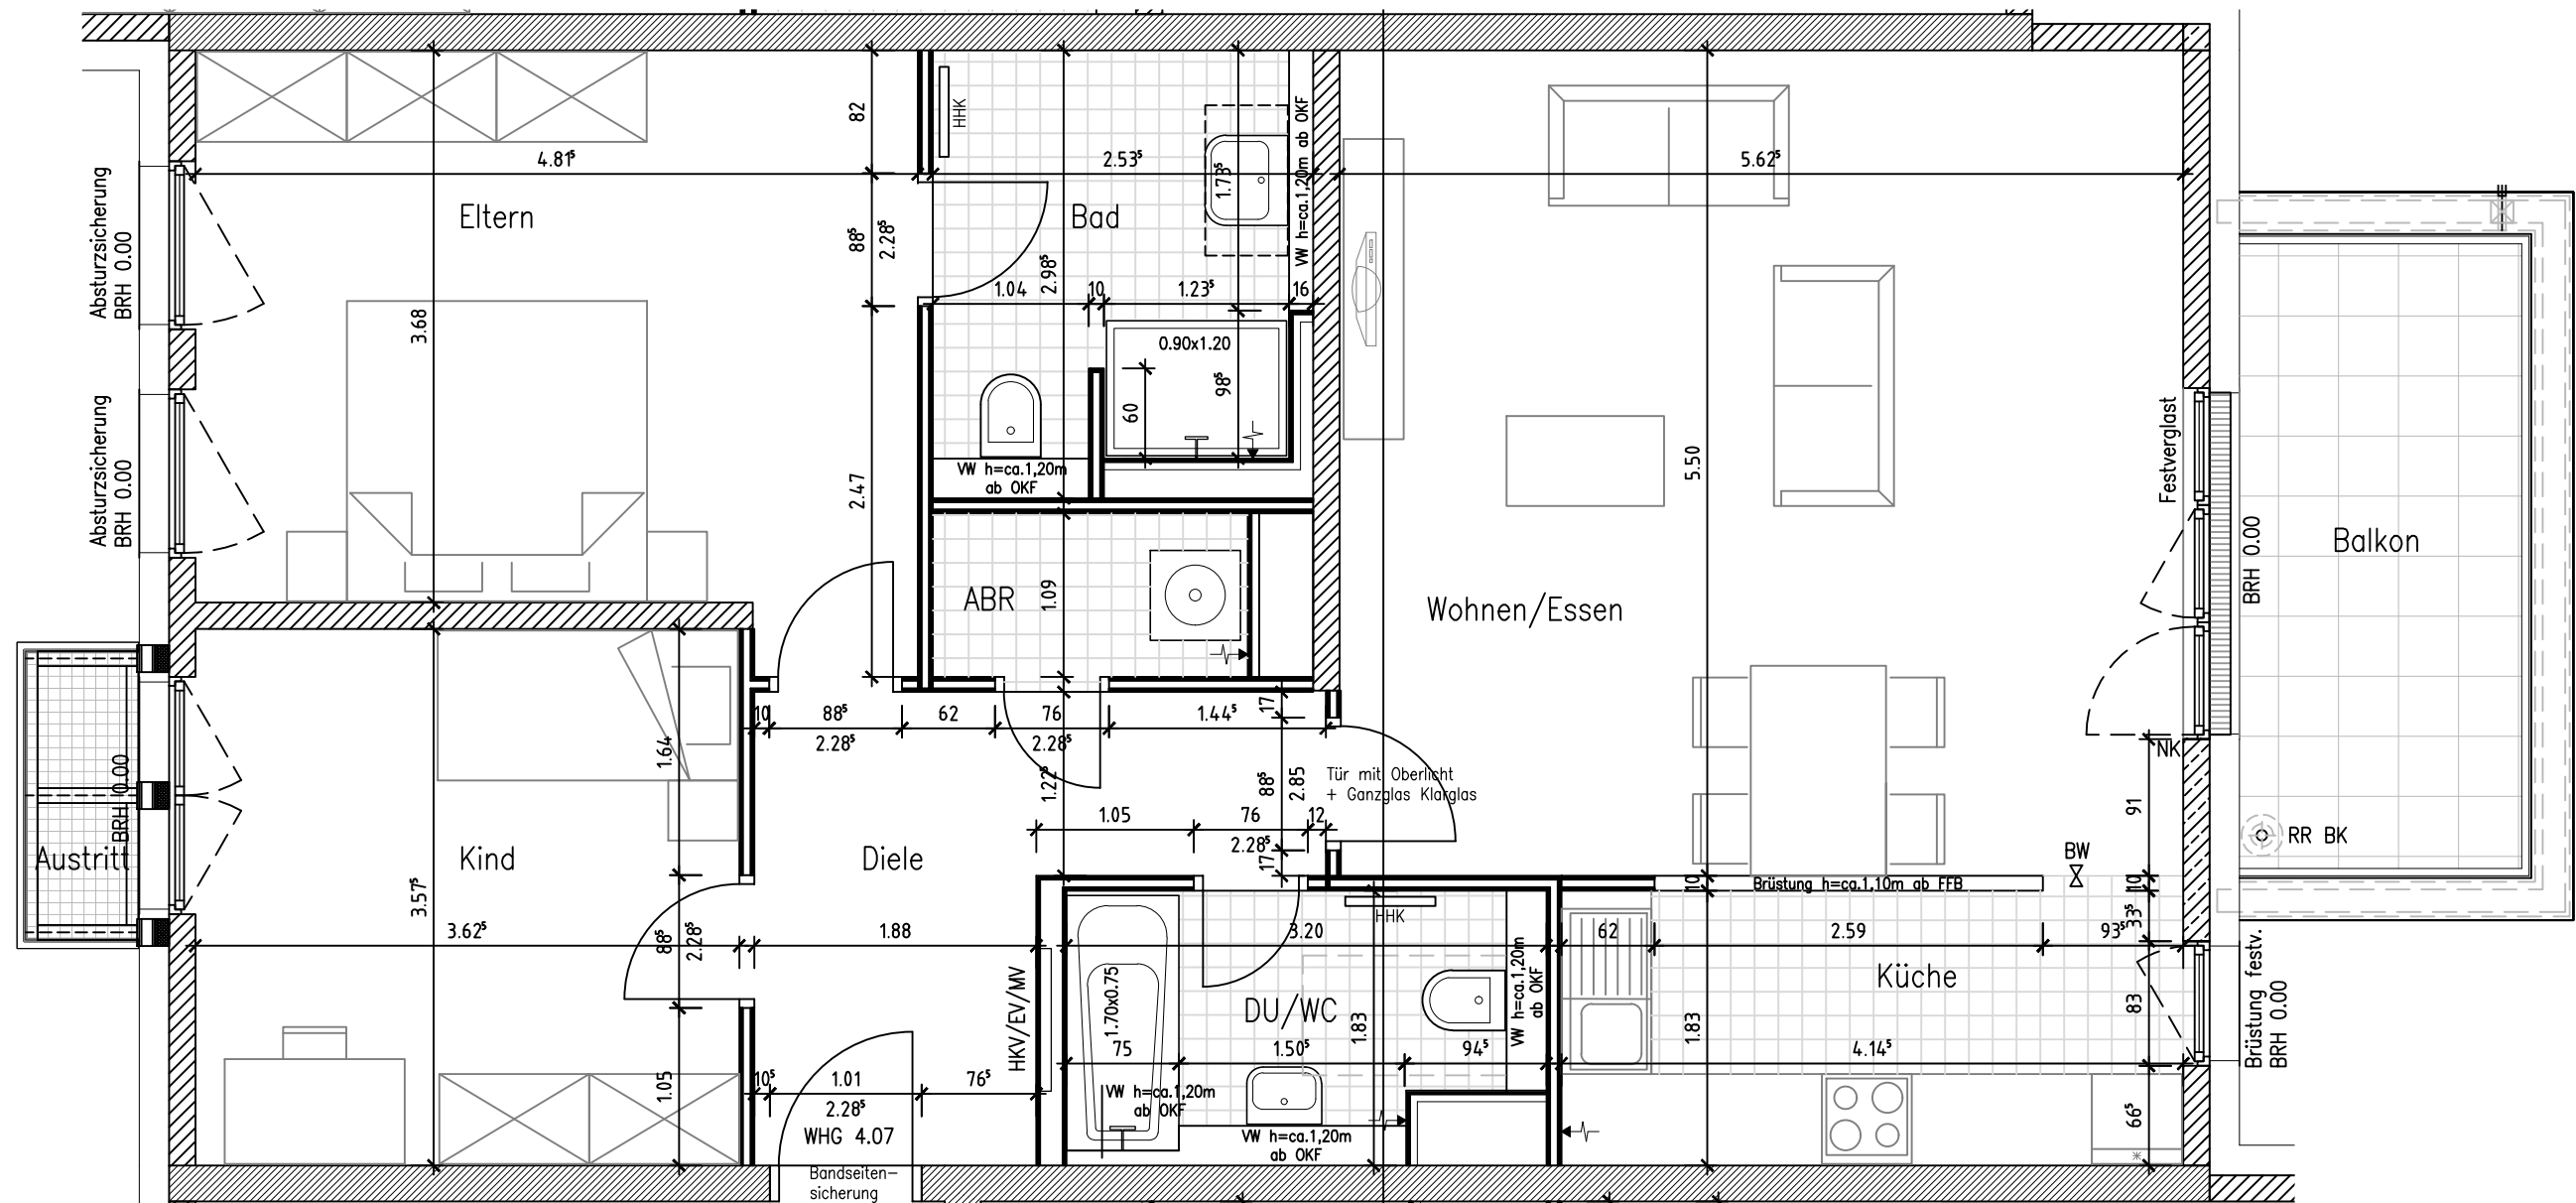 Absturzsicherung
BRH 0.00
Absturzsicherung
BRH 0.00
Eltern
4.81⁵
3.68
82
88⁵
2.28⁵
2.47
HHK
Bad
2.53⁵
1.73⁵
VW h=ca.1,20m ab OKF
2.98⁵
1.04
10
1.23⁵
16
0.90x1.20
60
98⁵
VW h=ca.1,20m
ab OKF
ABR
1.09
Wohnen/Essen
5.62⁵
5.50
Festverglast
BRH 0.00
Balkon
NK
RR BK
BW
91
10
33⁵
83
66⁵
Tür mit Oberlicht
+ Ganzglas Klarglas
10
88⁵
2.28⁵
62
76
2.28⁵
1.44⁵
17
88⁵
2.85
17
1.22⁵
1.05
76
2.28⁵
12
Austritt
BRH 0.00
Kind
3.57⁵
3.62⁵
1.64
88⁵
2.28⁵
1.05
Diele
1.88
10⁵
1.01
2.28⁵
76⁵
WHG 4.07
Bandseiten-
sicherung
HKV/EV/MV
1.70x0.75
75
DU/WC
3.20
HHK
1.83
1.50⁵
94⁵
VW h=ca.1,20m
ab OKF
VW h=ca.1,20m
ab OKF
VW h=ca.1,20m
ab OKF
Brüstung h=ca.1,10m ab FFB
10
62
2.59
93⁵
Küche
1.83
4.14⁵
Brüstung festv.
BRH 0.00